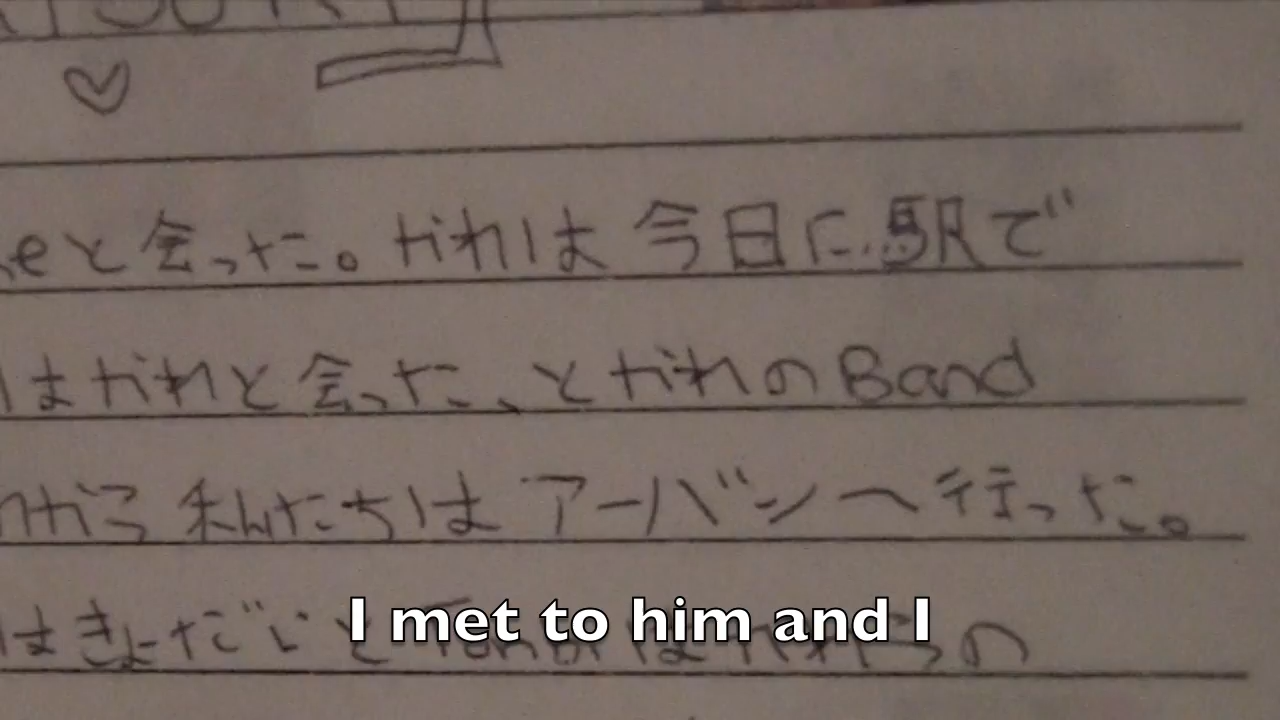 eと会った。かれは今日に駅で
はかれと会った、とかれのBand
から私たちはアーバンへ行った。
はきょだいと
I met to him and I